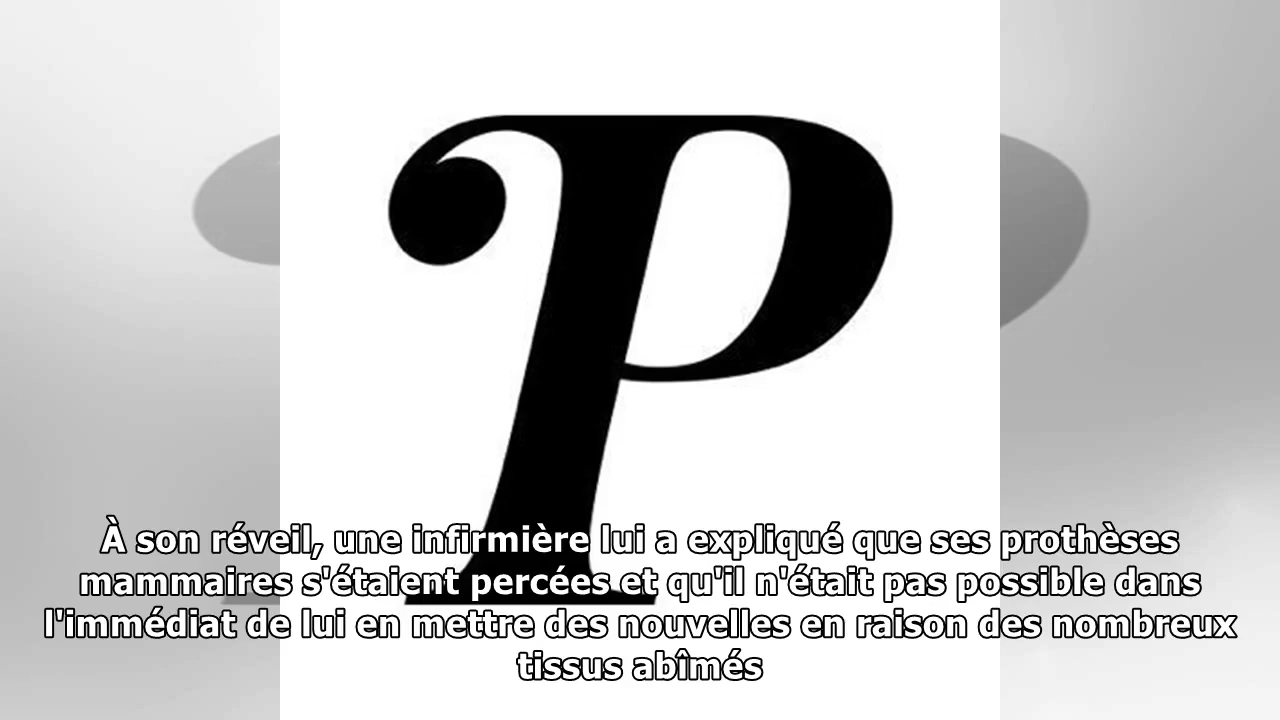 P
À son réveil, une infirmière lui a expliqué que ses prothèses
mammaires s'étaient percées et qu'il n'était pas possible dans
l'immédiat de lui en mettre des nouvelles en raison des nombreux
tissus abîmés